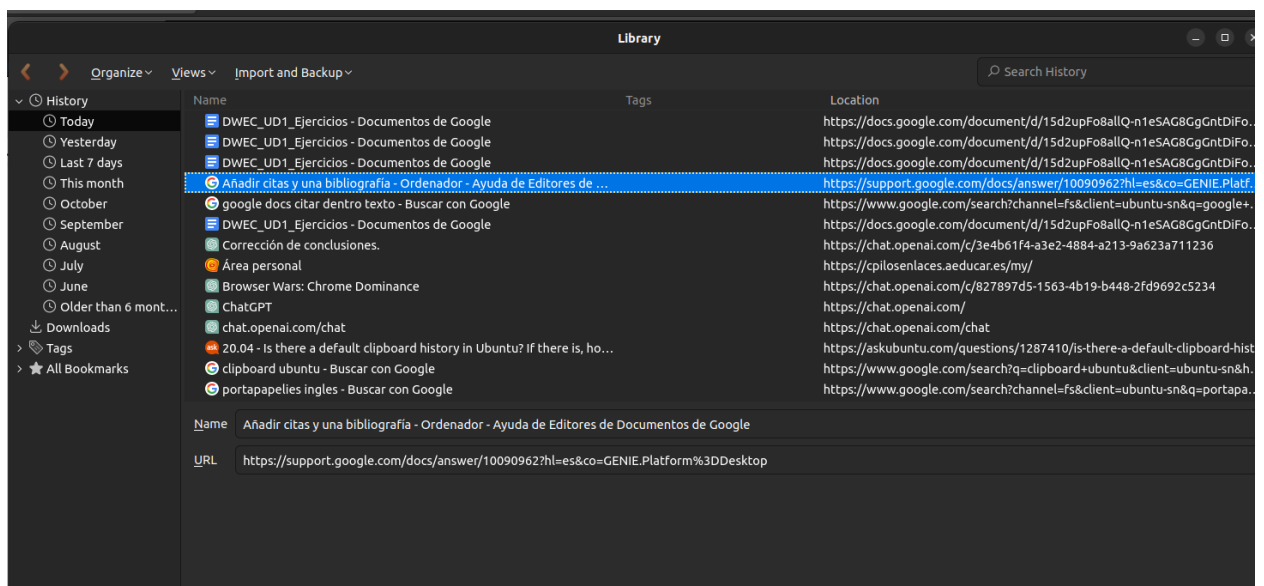 Library
Organize Views Import and Backup Search History
History
Today
Yesterday
Last 7 days
This month
October
September
August
July
June
Older than 6 mont...
Downloads
Tags
All Bookmarks
Name Tags Location
DWEC_UD1_Ejercicios - Documentos de Google https://docs.google.com/document/d/15d2upFo8allQ-n1eSAG8GgGntDiFo...
DWEC_UD1_Ejercicios - Documentos de Google https://docs.google.com/document/d/15d2upFo8allQ-n1eSAG8GgGntDiFo...
DWEC_UD1_Ejercicios - Documentos de Google https://docs.google.com/document/d/15d2upFo8allQ-n1eSAG8GgGntDiFo...
Añadir citas y una bibliografía - Ordenador - Ayuda de Editores de ... https://support.google.com/docs/answer/10090962?hl=es&co=GENIE.Platf...
google docs citar dentro texto - Buscar con Google https://www.google.com/search?channel=fs&client=ubuntu-sn&q=google+...
DWEC_UD1_Ejercicios - Documentos de Google https://docs.google.com/document/d/15d2upFo8allQ-n1eSAG8GgGntDiFo...
Corrección de conclusiones. https://chat.openai.com/c/3e4b61f4-a3e2-4884-a213-9a623a711236
Área personal https://cpilosenlaces.aeducar.es/my/
Browser Wars: Chrome Dominance https://chat.openai.com/c/827897d5-1563-4b19-b448-2fd9692c5234
ChatGPT https://chat.openai.com/
chat.openai.com/chat https://chat.openai.com/chat
ask 20.04 - Is there a default clipboard history in Ubuntu? If there is, ho... https://askubuntu.com/questions/1287410/is-there-a-default-clipboard-hist
clipboard ubuntu - Buscar con Google https://www.google.com/search?q=clipboard+ubuntu&client=ubuntu-sn&h...
portapapelies ingles - Buscar con Google https://www.google.com/search?channel=fs&client=ubuntu-sn&q=portapa...
Name Añadir citas y una bibliografía - Ordenador - Ayuda de Editores de Documentos de Google
URL https://support.google.com/docs/answer/10090962?hl=es&co=GENIE.Platform%3DDesktop